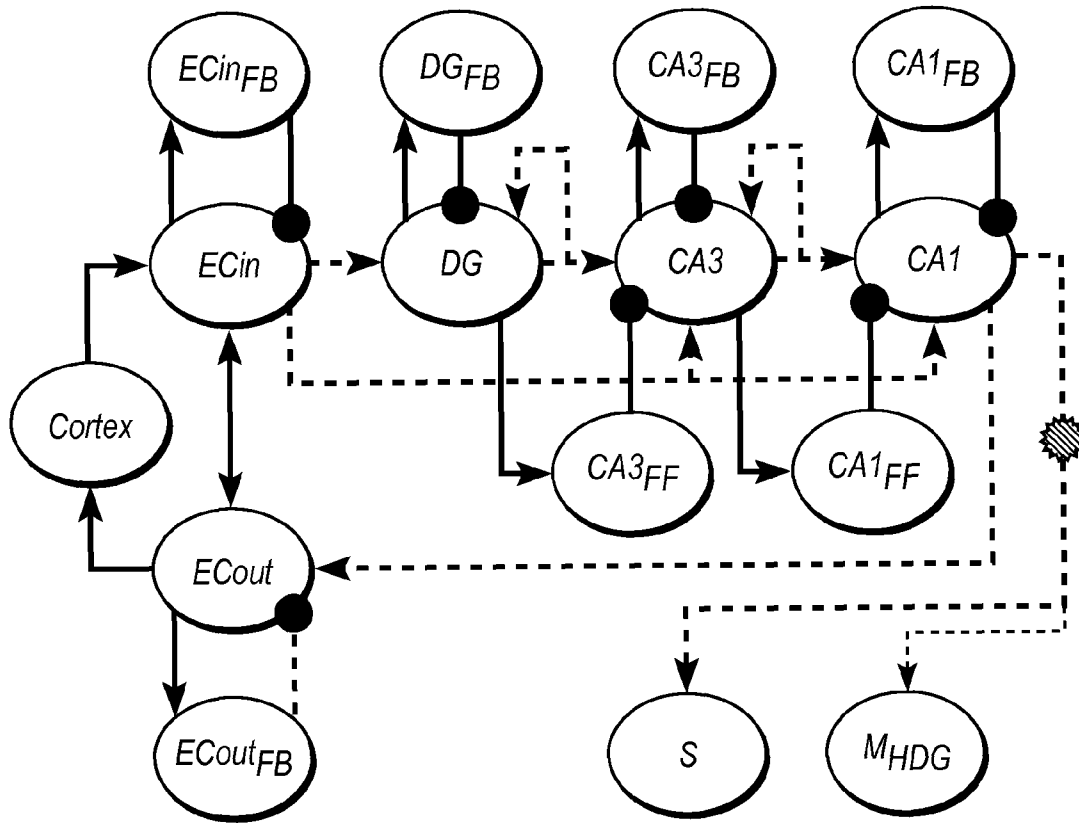 ECinFB
DGFB
CA3FB
CA1FB
ECin
DG
CA3
CA1
Cortex
CA3FF
CA1FF
ECout
ECoutFB
S
MHDG